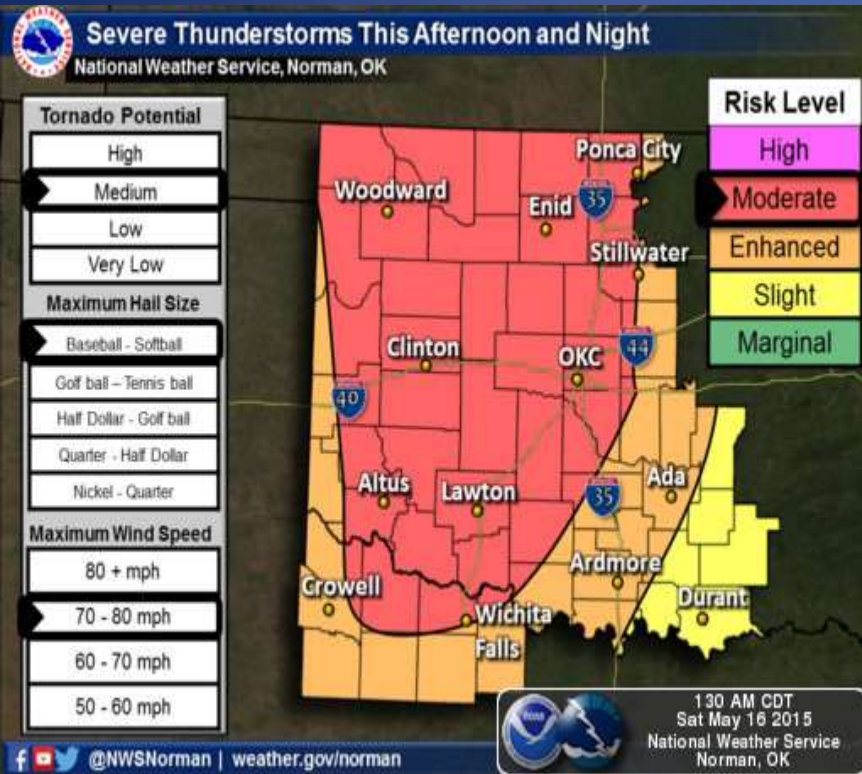 Severe Thunderstorms This Afternoon and Night
National Weather Service, Norman, OK
Tornado Potential
High
Medium
Low
Very Low
Maximum Hail Size
Baseball - Softball
Golf ball – Tennis ball
Half Dollar - Golf ball
Quarter - Half Dollar
Nickel - Quarter
Maximum Wind Speed
80 + mph
70 - 80 mph
60 - 70 mph
50 - 60 mph
Risk Level
High
Moderate
Enhanced
Slight
Marginal
Ponca City
Woodward
Enid
35
Stillwater
Clinton
OKC
44
40
Altus
Lawton
35
Ada
Crowell
Ardmore
Wichita
Falls
Durant
130 AM CDT
Sat May 16 2015
National Weather Service
Norman, OK
@NWSNorman | weather.gov/norman